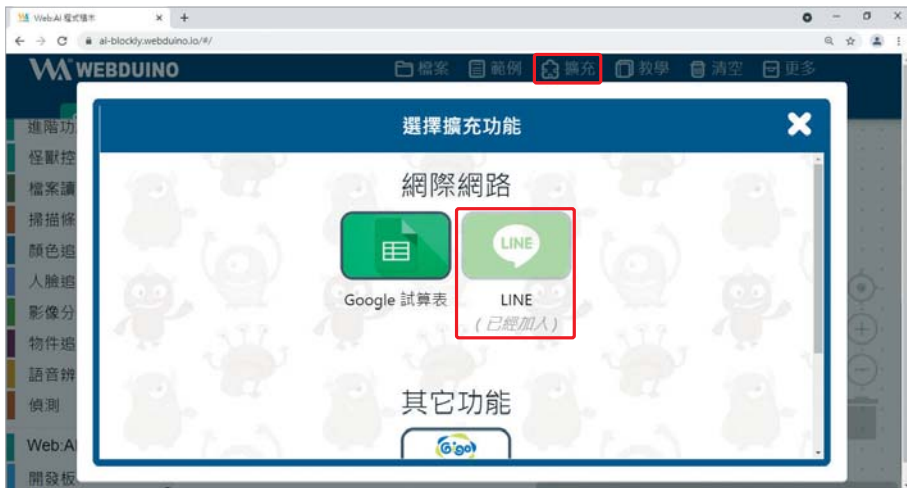 Web:AI 程式積木
ai-blockly.webduino.io/#/
WEBDUINO
檔案 範例 擴充 教學 清空 更多
選擇擴充功能
進階功
怪獸控
檔案讀
掃描條
顏色追
人臉追
影像分
物件追
語音辨
偵測
Web:AI
開發板
網際網路
LINE
Google 試算表
LINE
(已經加入)
其它功能
Gigo